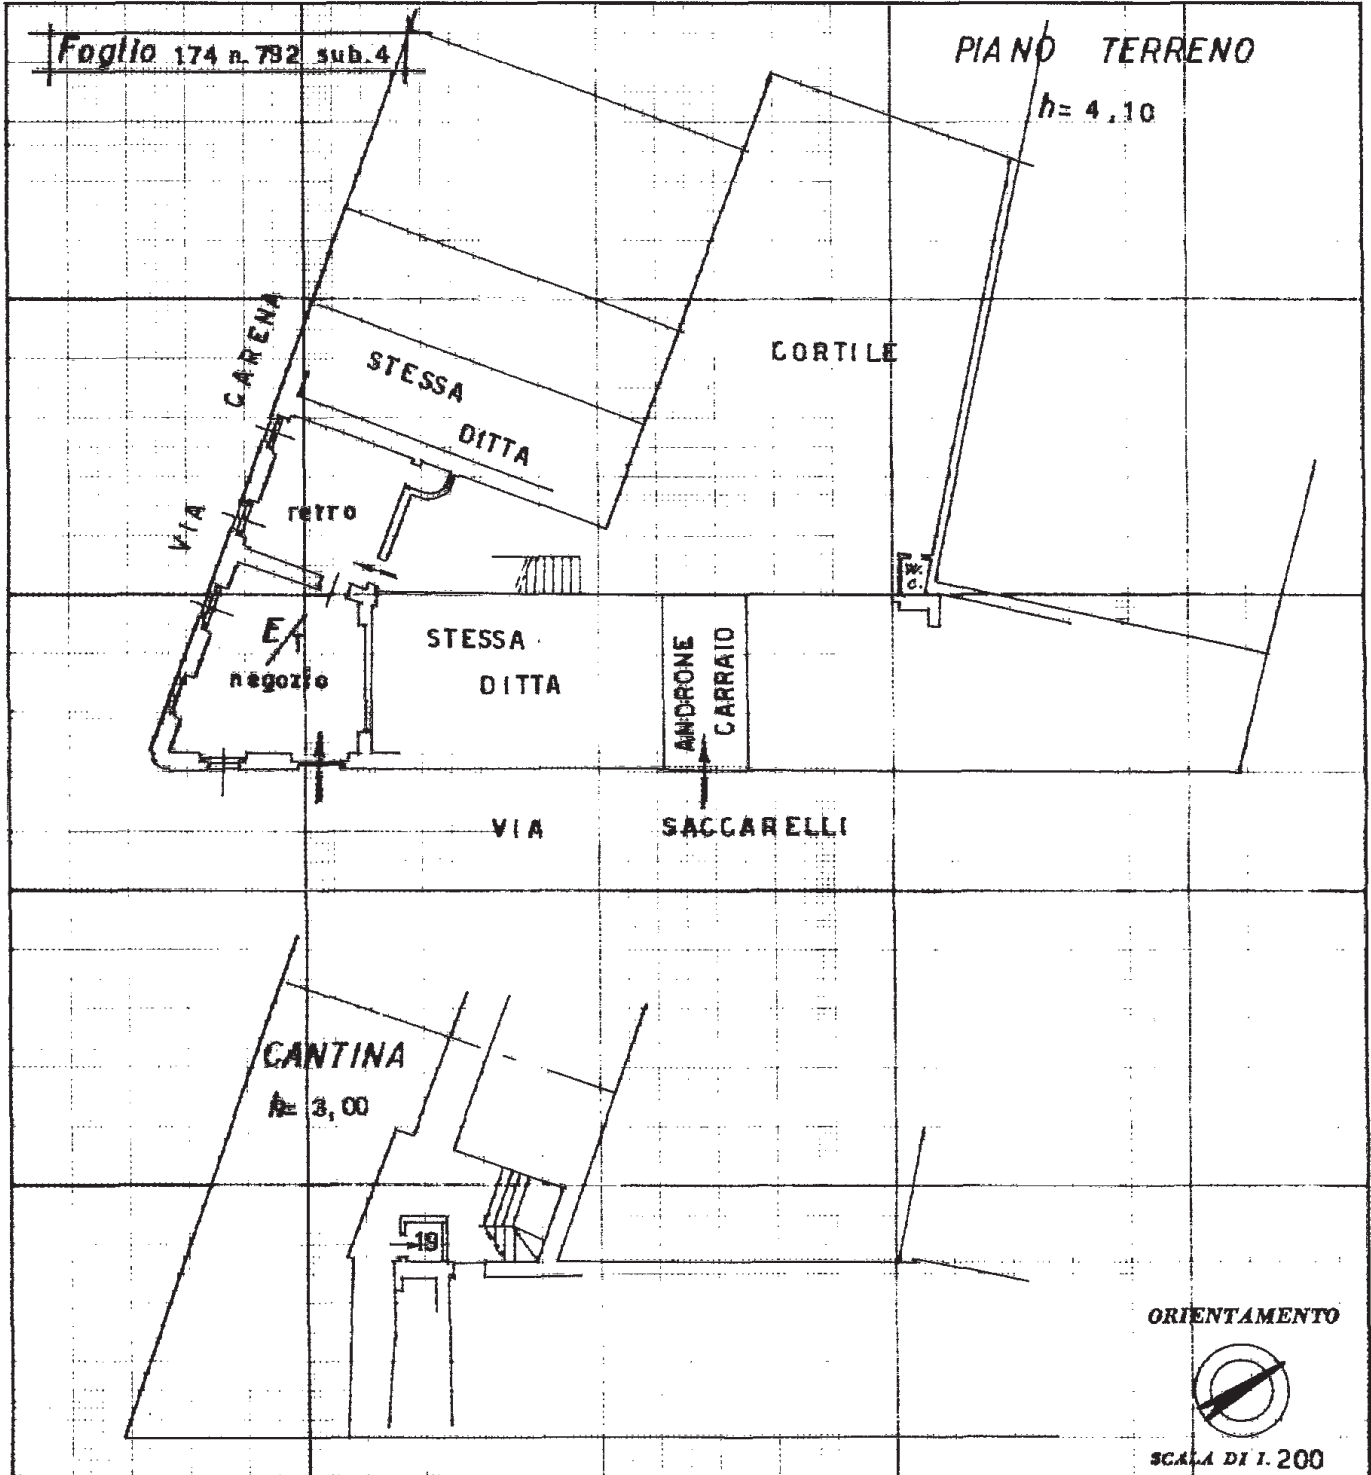 Foglio 174 n. 792 sub. 4
PIANO TERRENO
h = 4,10
VIA CARENA
STESSA
DITTA
CORTILE
retro
w.
c.
E1
negozio
STESSA
DITTA
ANDRONE
CARRAIO
VIA SACCARELLI
CANTINA
h = 3,00
19
ORIENTAMENTO
SCALA DI 1. 200